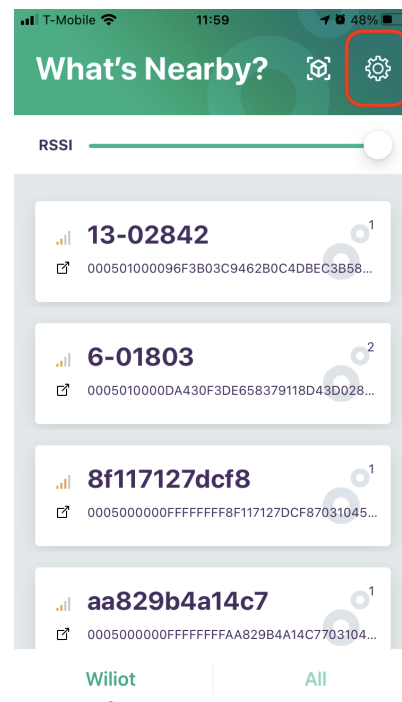 T-Mobile 11:59 48%
What's Nearby?
RSSI
13-02842 1
000501000096F3B03C9462B0C4DBEC3B58...
6-01803 2
0005010000DA430F3DE658379118D43D028...
8f117127dcf8 1
0005000000FFFFFFFF8F117127DCF87031045...
aa829b4a14c7 1
0005000000FFFFFFFFAA829B4A14C7703104...
Wiliot All